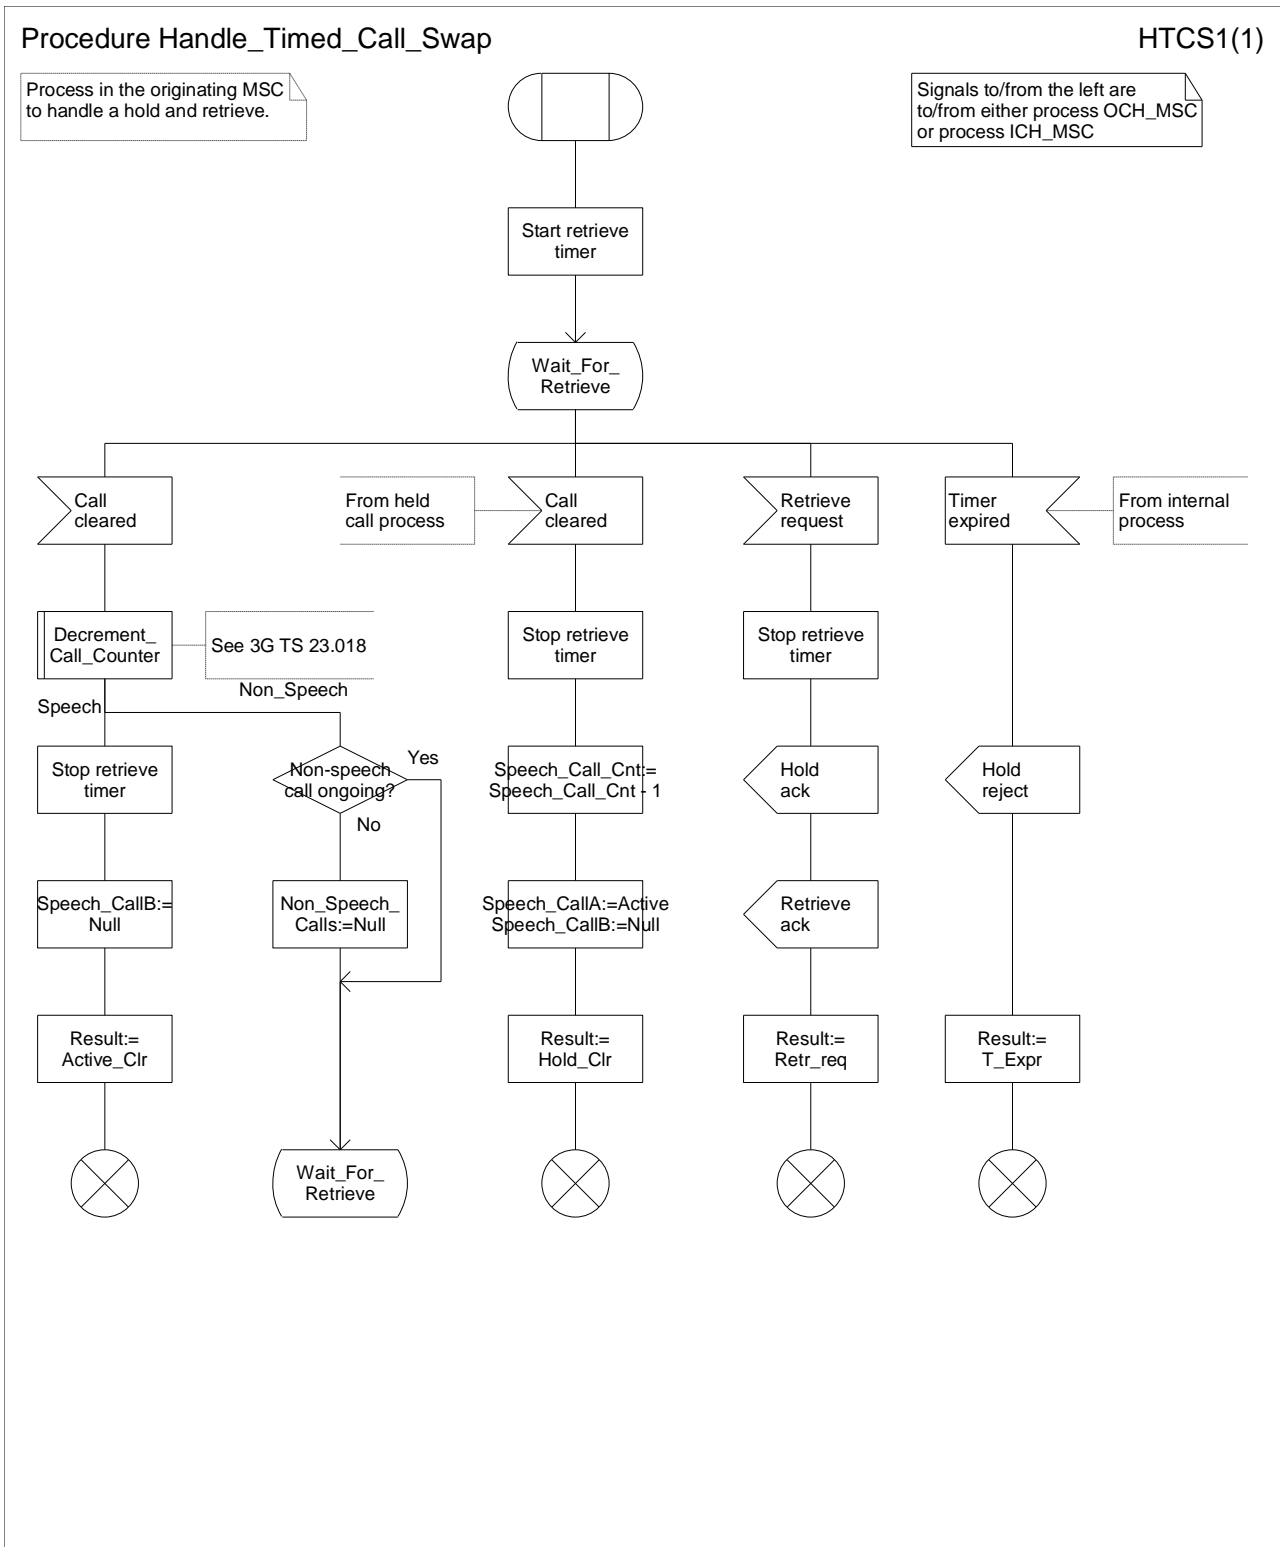 Procedure Handle_Timed_Call_Swap
HTCS1(1)
Process in the originating MSC
to handle a hold and retrieve.
Signals to/from the left are
to/from either process OCH_MSC
or process ICH_MSC
Start retrieve
timer
Wait_For_
Retrieve
Call
cleared
From held
call process
Call
cleared
Retrieve
request
Timer
expired
From internal
process
Decrement_
Call_Counter
See 3G TS 23.018
Stop retrieve
timer
Stop retrieve
timer
Speech
Non_Speech
Stop retrieve
timer
Non-speech
call ongoing?
Yes
No
Speech_Call_Cnt:=
Speech_Call_Cnt - 1
Hold
ack
Hold
reject
Speech_CallB:=
Null
Non_Speech_
Calls:=Null
Speech_CallA:=Active
Speech_CallB:=Null
Retrieve
ack
Result:=
Active_Clr
Result:=
Hold_Clr
Result:=
Retr_req
Result:=
T_Expr
Wait_For_
Retrieve